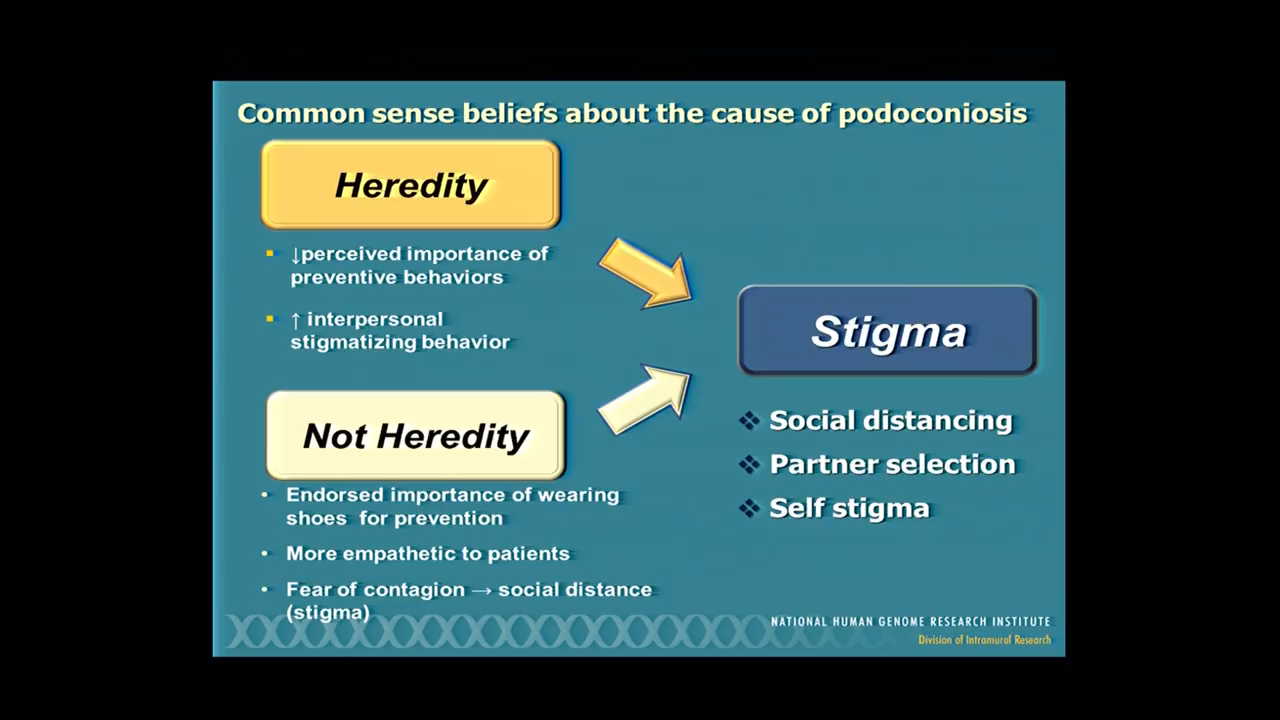 Common sense beliefs about the cause of podoconiosis
Heredity
▪ ↓perceived importance of
preventive behaviors
▪ ↑ interpersonal
stigmatizing behavior
Not Heredity
• Endorsed importance of wearing
shoes for prevention
• More empathetic to patients
• Fear of contagion → social distance
(stigma)
Stigma
❖ Social distancing
❖ Partner selection
❖ Self stigma
NATIONAL HUMAN GENOME RESEARCH INSTITUTE
Division of Intramural Research